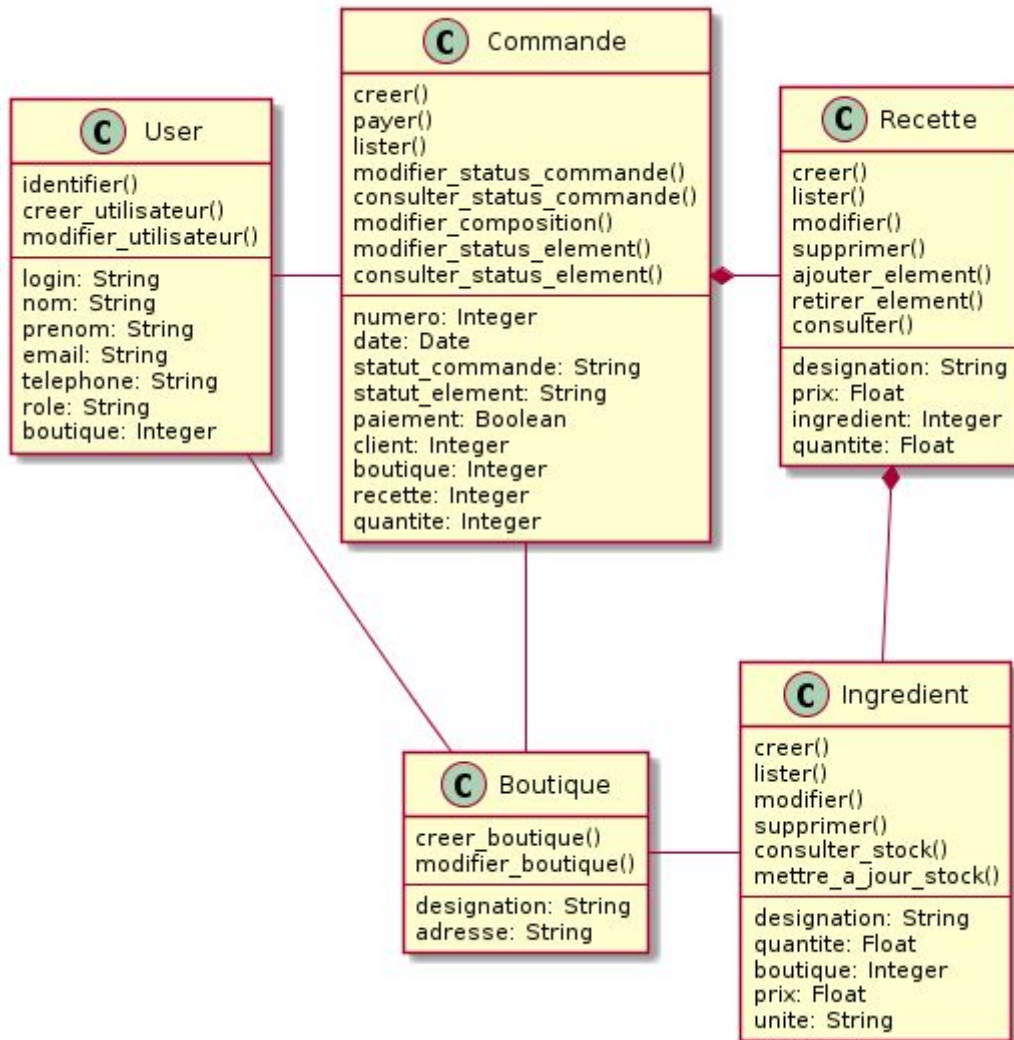 C User
identifier()
creer_utilisateur()
modifier_utilisateur()
login: String
nom: String
prenom: String
email: String
telephone: String
role: String
boutique: Integer
C Commande
creer()
payer()
lister()
modifier_status_commande()
consulter_status_commande()
modifier_composition()
modifier_status_element()
consulter_status_element()
numero: Integer
date: Date
statut_commande: String
statut_element: String
paiement: Boolean
client: Integer
boutique: Integer
recette: Integer
quantite: Integer
C Recette
creer()
lister()
modifier()
supprimer()
ajouter_element()
retirer_element()
consulter()
designation: String
prix: Float
ingredient: Integer
quantite: Float
C Boutique
creer_boutique()
modifier_boutique()
designation: String
adresse: String
C Ingredient
creer()
lister()
modifier()
supprimer()
consulter_stock()
mettre_a_jour_stock()
designation: String
quantite: Float
boutique: Integer
prix: Float
unite: String